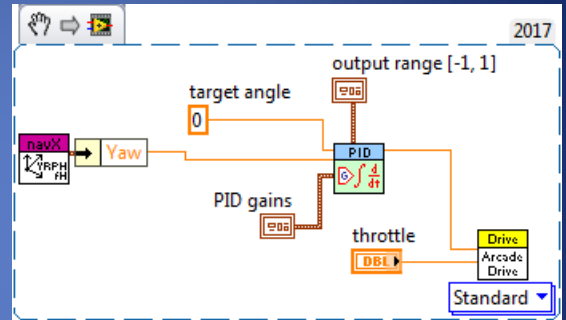 2017
output range [-1, 1]
target angle
0
navX
YRPH
fH
Yaw
PID
G∫ d/dt
PID gains
throttle
DBL
Drive
Arcade
Drive
Standard